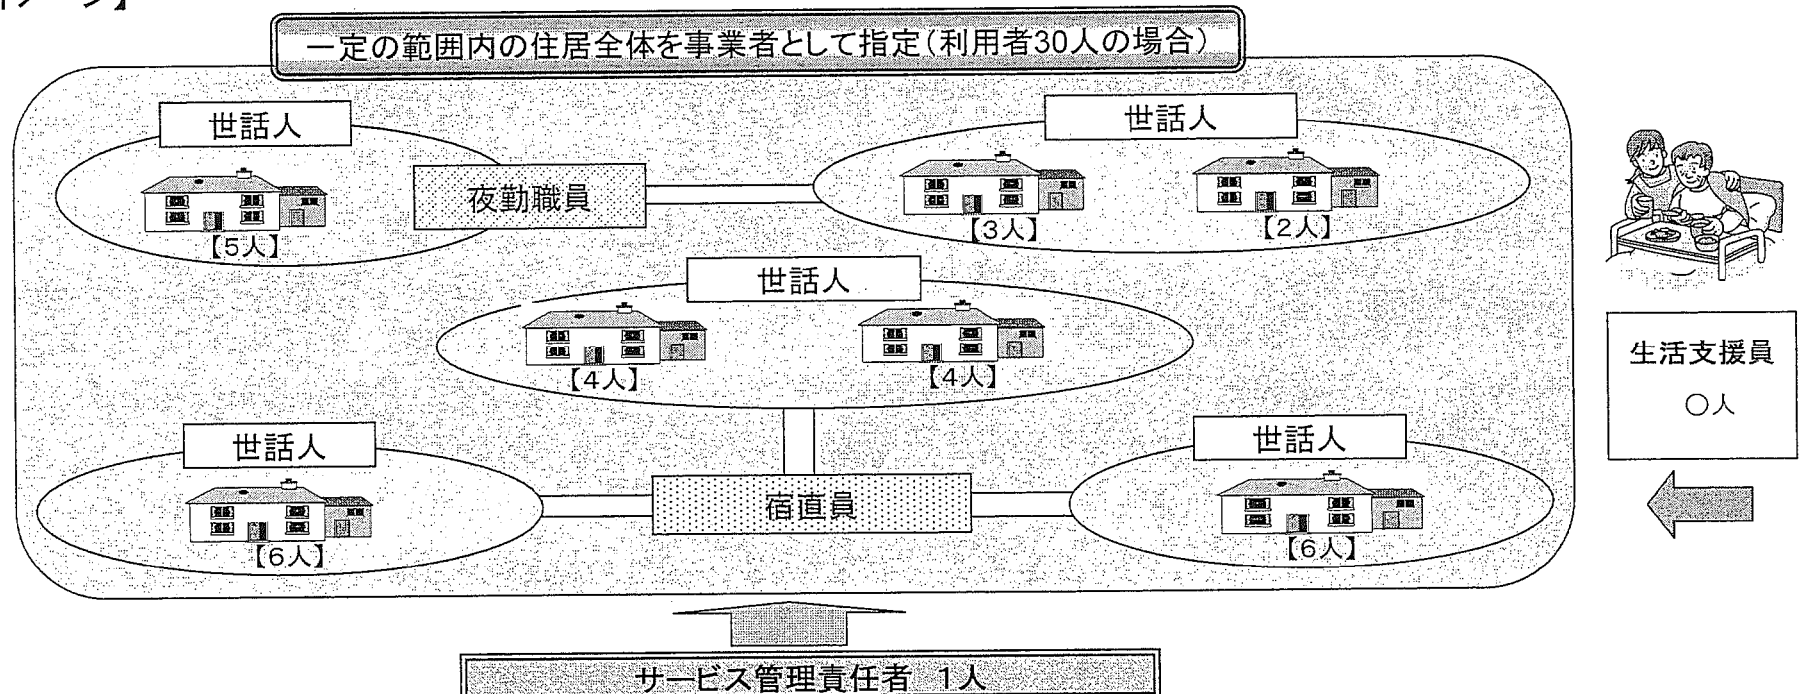 イメージ】
一定の範囲内の住居全体を事業者として指定(利用者30人の場合)
世話人
世話人
夜勤職員
【5人】
【3人】
【2人】
世話人
【4人】
【4人】
生活支援員
○人
世話人
世話人
宿直員
【6人】
【6人】
サービス管理責任者 1人